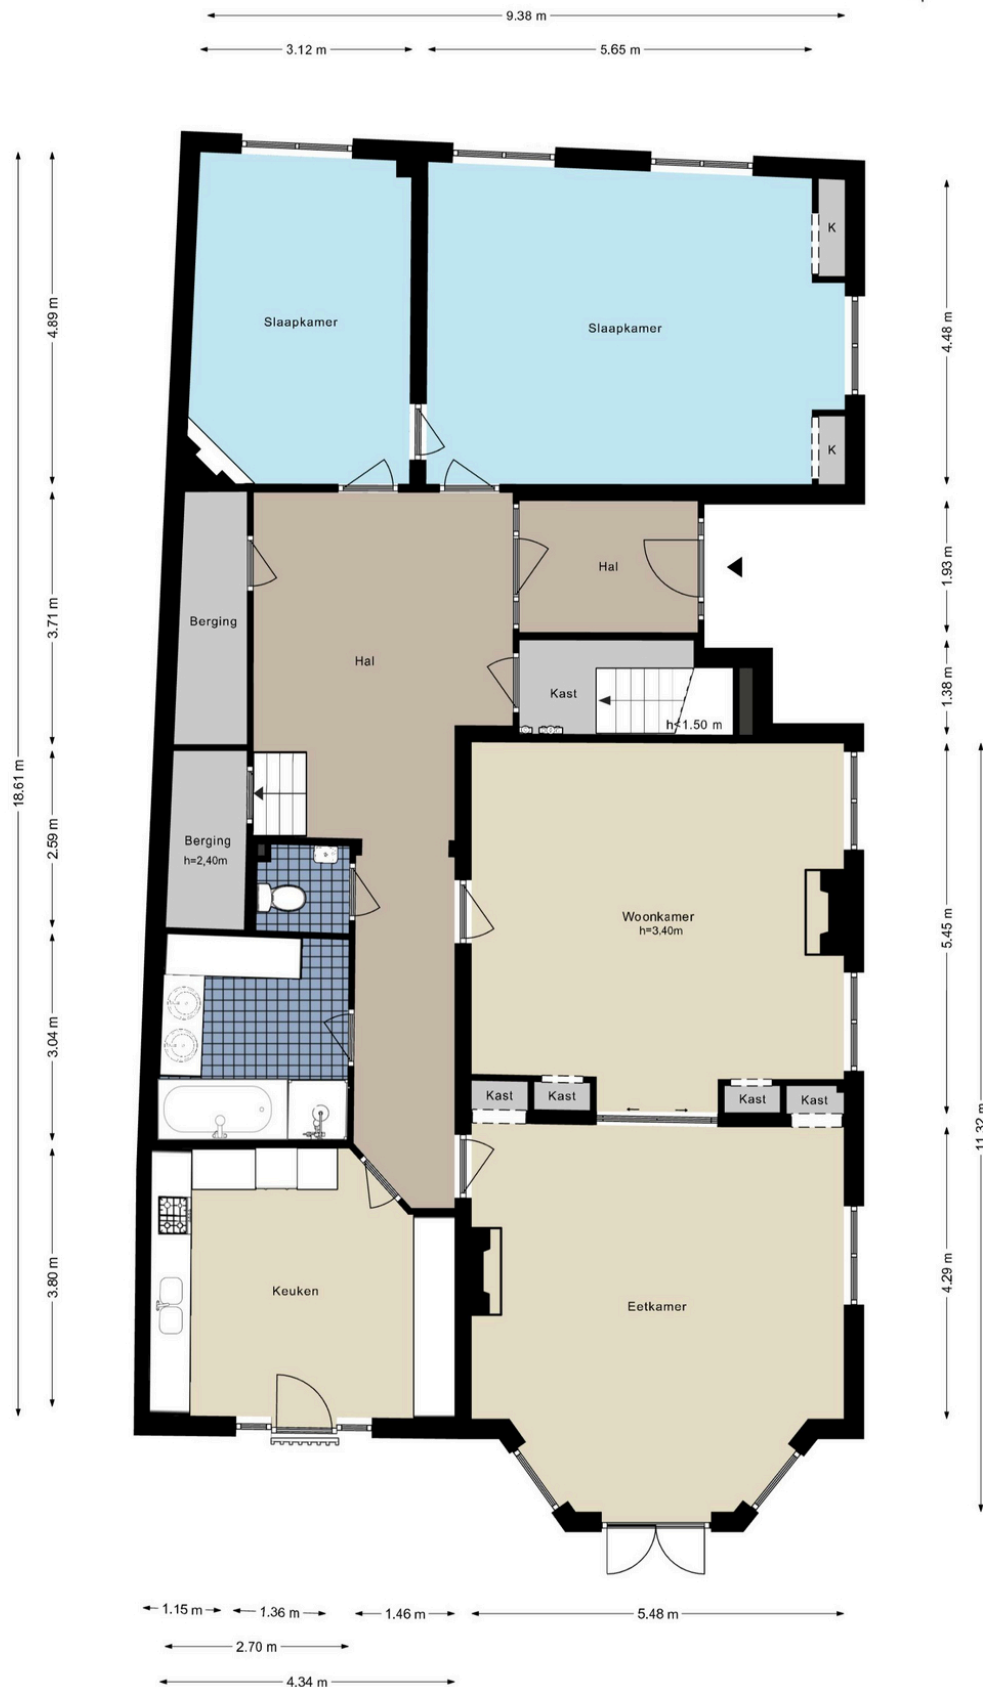 9.38 m
3.12 m
5.65 m
K
4.89 m
Slaapkamer
Slaapkamer
4.48 m
K
Hal
1.93 m
3.71 m
Berging
Hal
Kast
1.38 m
h<1.50 m
18.61 m
2.59 m
Berging
h=2,40m
Woonkamer
h=3.40m
5.45 m
3.04 m
Kast
Kast
Kast
Kast
11.32 m
3.80 m
Keuken
Eetkamer
4.29 m
1.15 m
1.36 m
1.46 m
5.48 m
2.70 m
4.34 m